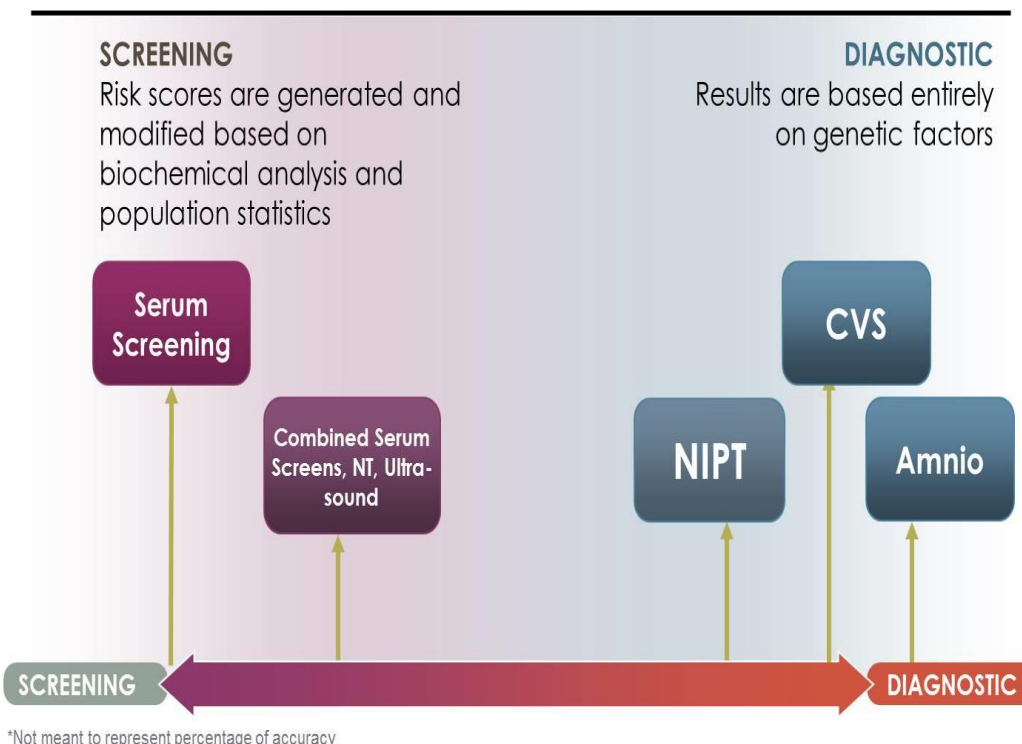 SCREENING
Risk scores are generated and
modified based on
biochemical analysis and
population statistics
DIAGNOSTIC
Results are based entirely
on genetic factors
Serum
Screening
Combined Serum
Screens, NT, Ultra-
sound
NIPT
CVS
Amnio
SCREENING
DIAGNOSTIC
*Not meant to represent percentage of accuracy